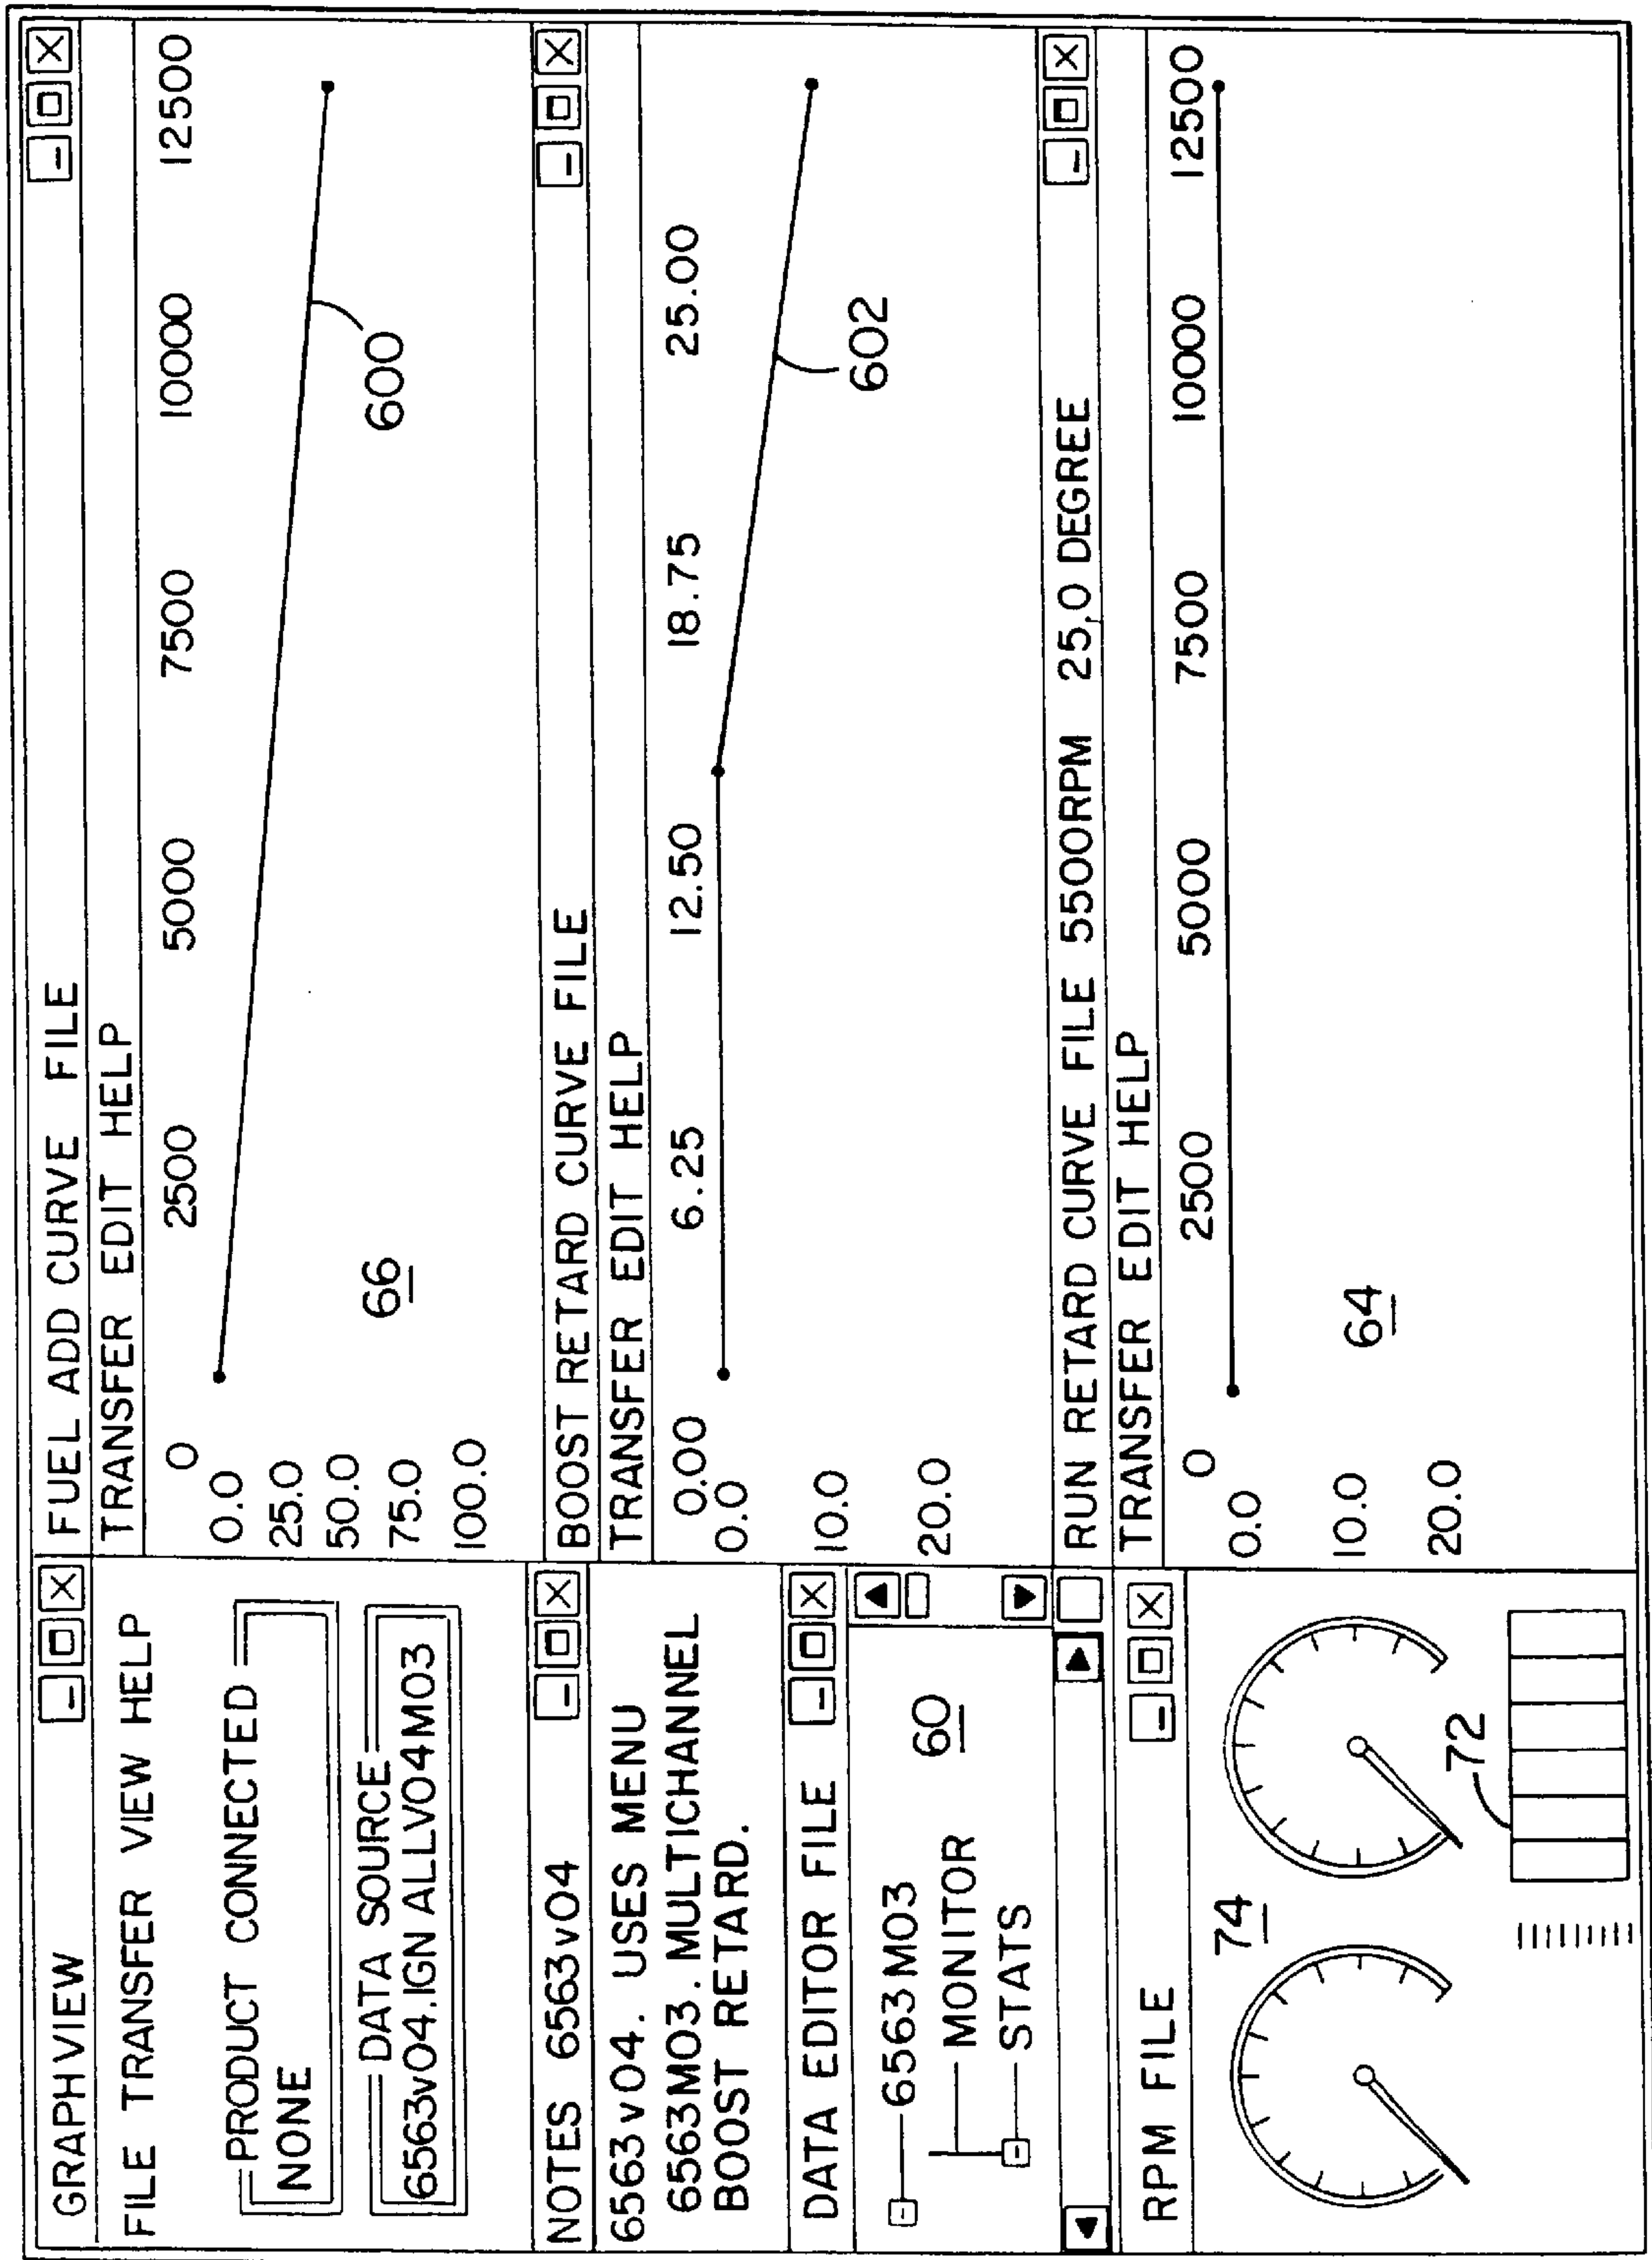 GRAPHVIEW
FILE TRANSFER VIEW HELP
PRODUCT CONNECTED
NONE
DATA SOURCE
6563v04.IGN ALLV04M03
NOTES 6563v04
6563v04. USES MENU
6563M03. MULTICHANNEL
BOOST RETARD.
DATA EDITOR FILE
6563M03
MONITOR
STATS
60
RPM FILE
74
72
FUEL ADD CURVE FILE
TRANSFER EDIT HELP
0 2500 5000 7500 10000 12500
0.0
25.0
50.0
75.0
100.0
66
600
BOOST RETARD CURVE FILE
TRANSFER EDIT HELP
0.00 6.25 12.50 18.75 25.00
0.0
10.0
20.0
602
RUN RETARD CURVE FILE 5500RPM 25.0 DEGREE
TRANSFER EDIT HELP
0 2500 5000 7500 10000 12500
0.0
10.0
20.0
64